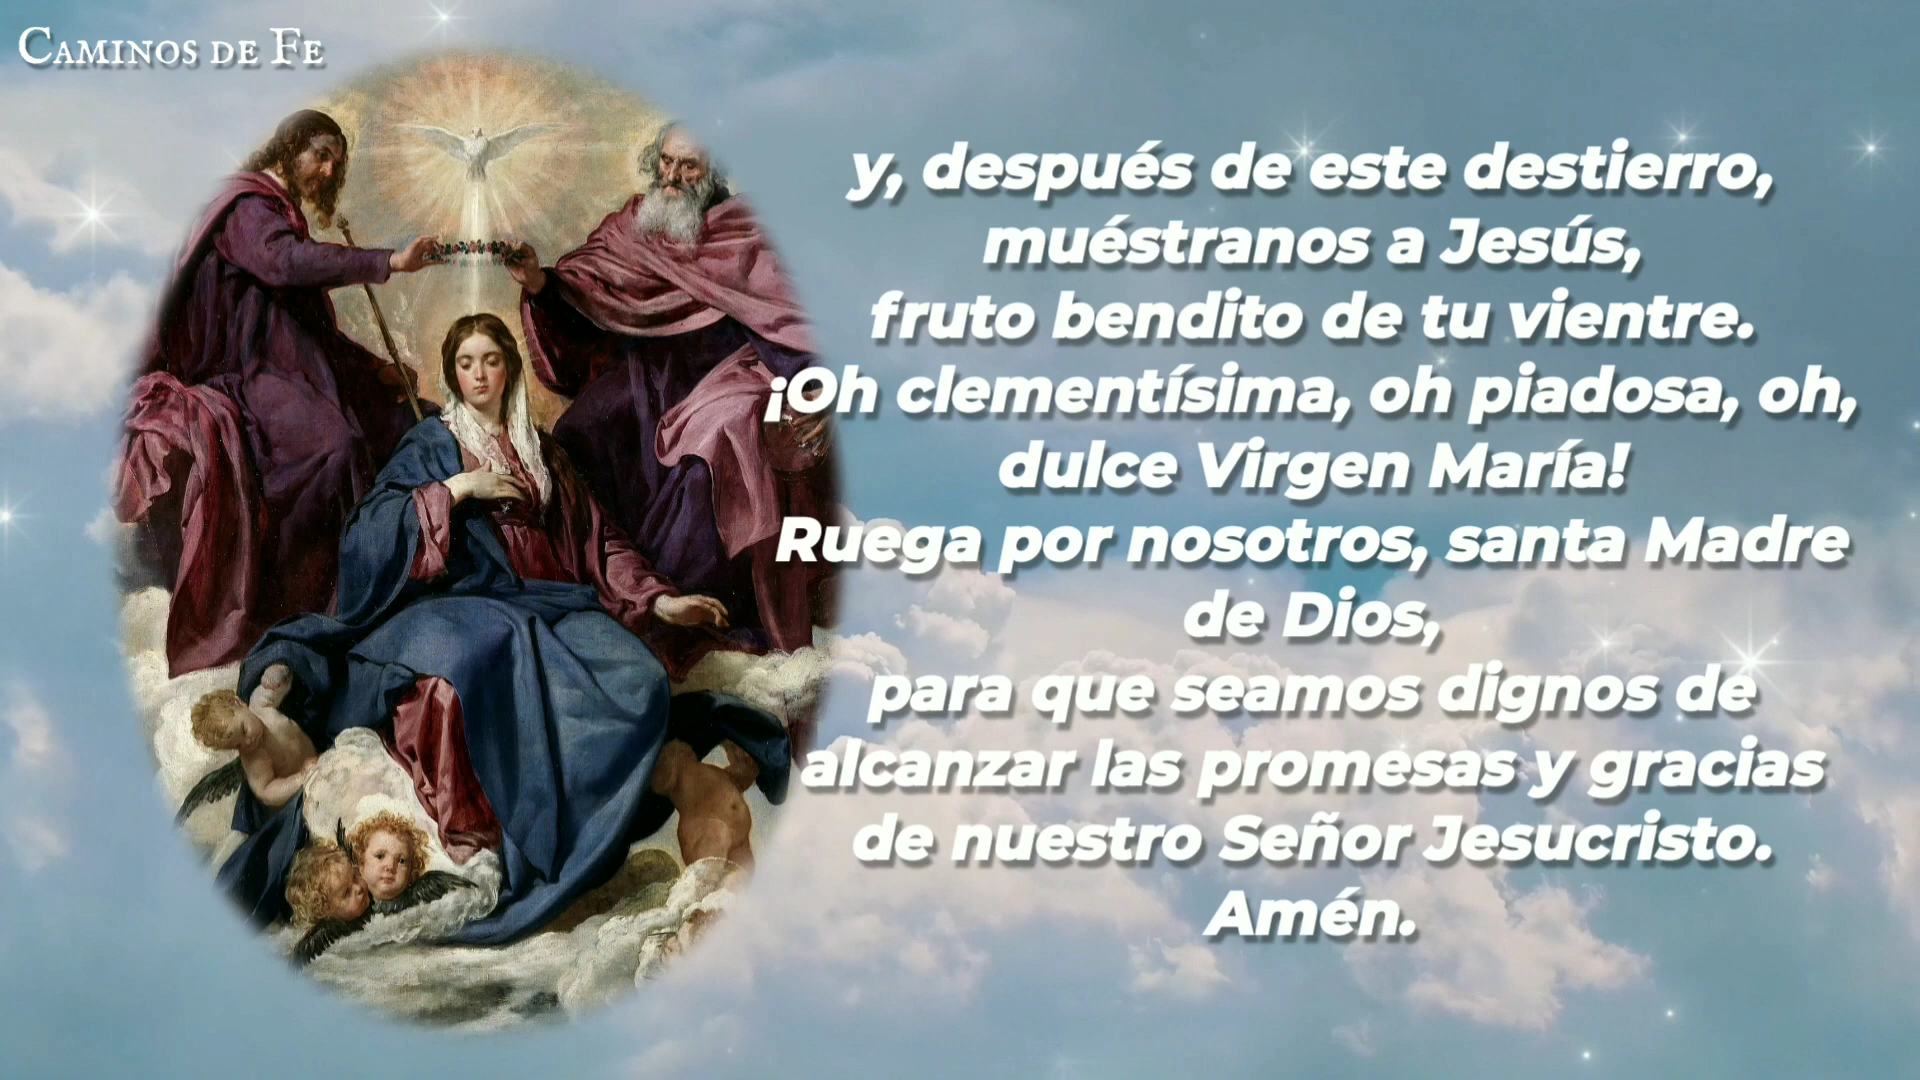 Caminos de Fe
y, después de este destierro,
muéstranos a Jesús,
fruto bendito de tu vientre.
¡Oh clementísima, oh piadosa, oh,
dulce Virgen María!
Ruega por nosotros, santa Madre
de Dios,
para que seamos dignos de
alcanzar las promesas y gracias
de nuestro Señor Jesucristo.
Amén.